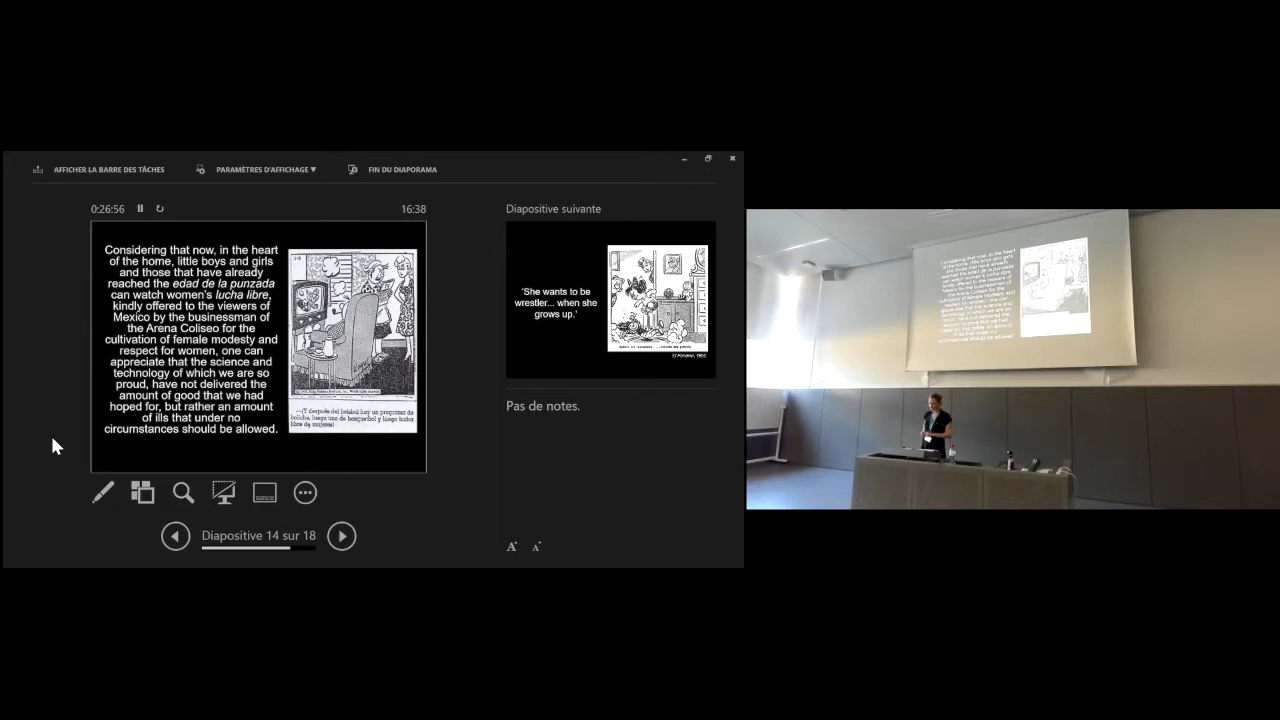 AFFICHER LA BARRE DES TÂCHES
PARAMÈTRES D'AFFICHAGE ▼
FIN DU DIAPORAMA
0:26:56
16:38
Considering that now, in the heart
of the home, little boys and girls
and those that have already
reached the edad de la punzada
can watch women's lucha libre,
kindly offered to the viewers of
Mexico by the businessman of
the Arena Coliseo for the
cultivation of female modesty and
respect for women, one can
appreciate that the science and
technology of which we are so
proud, have not delivered the
amount of good that we had
hoped for, but rather an amount
of ills that under no
circumstances should be allowed.
—¡Y después del beisbol hay un programa de
boliche, luego uno de basquetbol y luego lucha
libre de mujeres!
Diapositive 14 sur 18
Diapositive suivante
'She wants to be
wrestler... when she
grows up.'
Pas de notes.
A
A